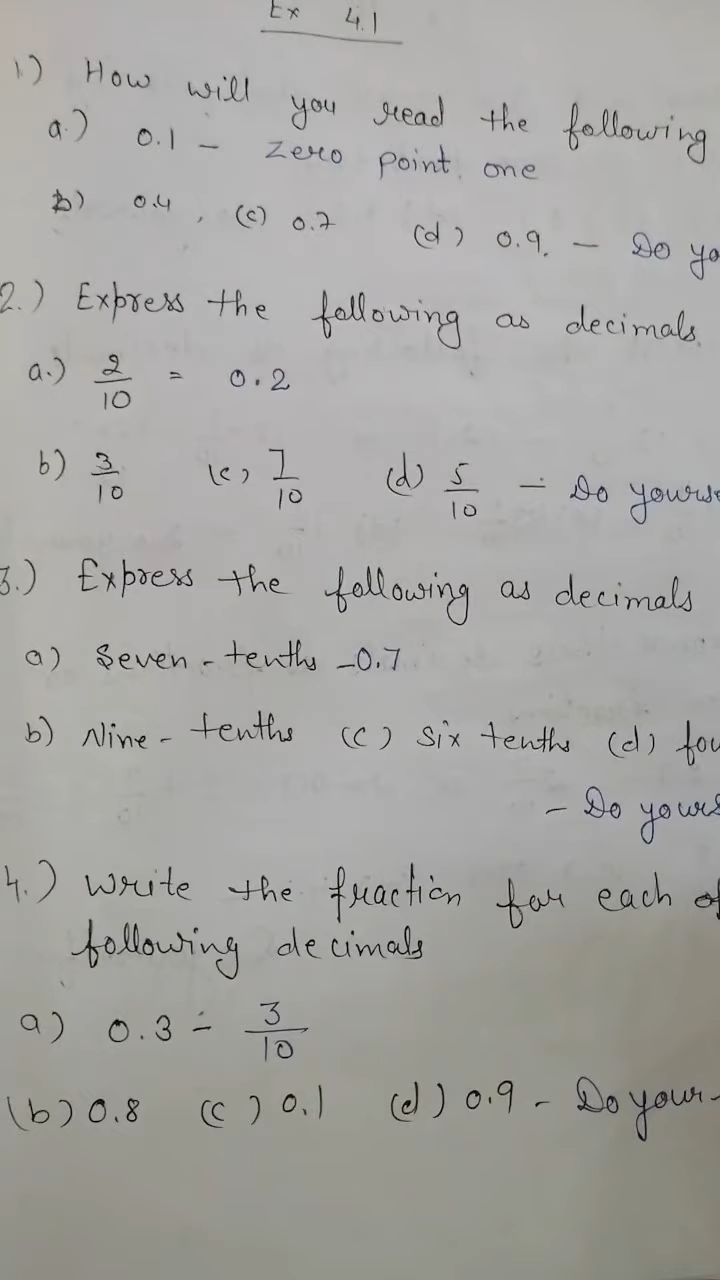 Ex 4.1
1) How will you read the following
a.) 0.1 - Zero point one
b) 0.4, (c) 0.7 (d) 0.9. - Do yo
2.) Express the following as decimals.
a.) 2/10 = 0.2
b) 3/10 (c) 7/10 (d) 5/10 - Do yourse
3.) Express the following as decimals
a) Seven-tenths - 0.7
b) Nine-tenths (c) Six tenths (d) fou
- Do yours
4.) Write the fraction for each of
following decimals
a) 0.3 - 3/10
(b) 0.8 (c) 0.1 (d) 0.9 - Do your-